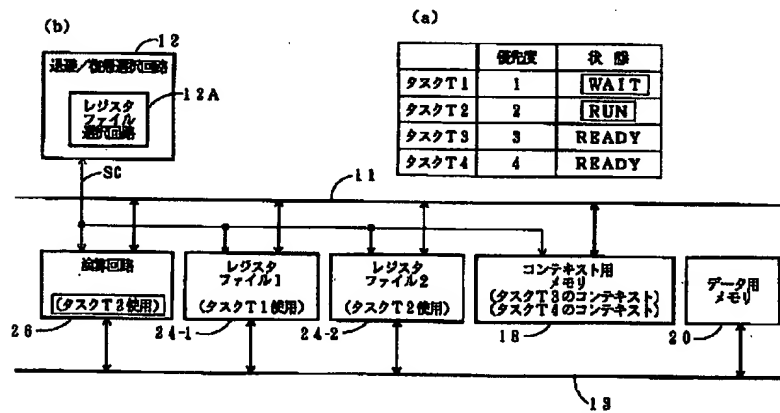 (b)
12
退避/復帰選択回路
12A
レジスタ
ファイル
選択回路
SC
(a)
優先度 状態
タスクT1 1 WAIT
タスクT2 2 RUN
タスクT3 3 READY
タスクT4 4 READY
11
演算回路
(タスクT2使用)
26
レジスタ
ファイル1
(タスクT1使用)
24-1
レジスタ
ファイル2
(タスクT2使用)
24-2
コンテキスト用
メモリ
(タスクT3のコンテキスト)
(タスクT4のコンテキスト)
18
データ用
メモリ
20
13